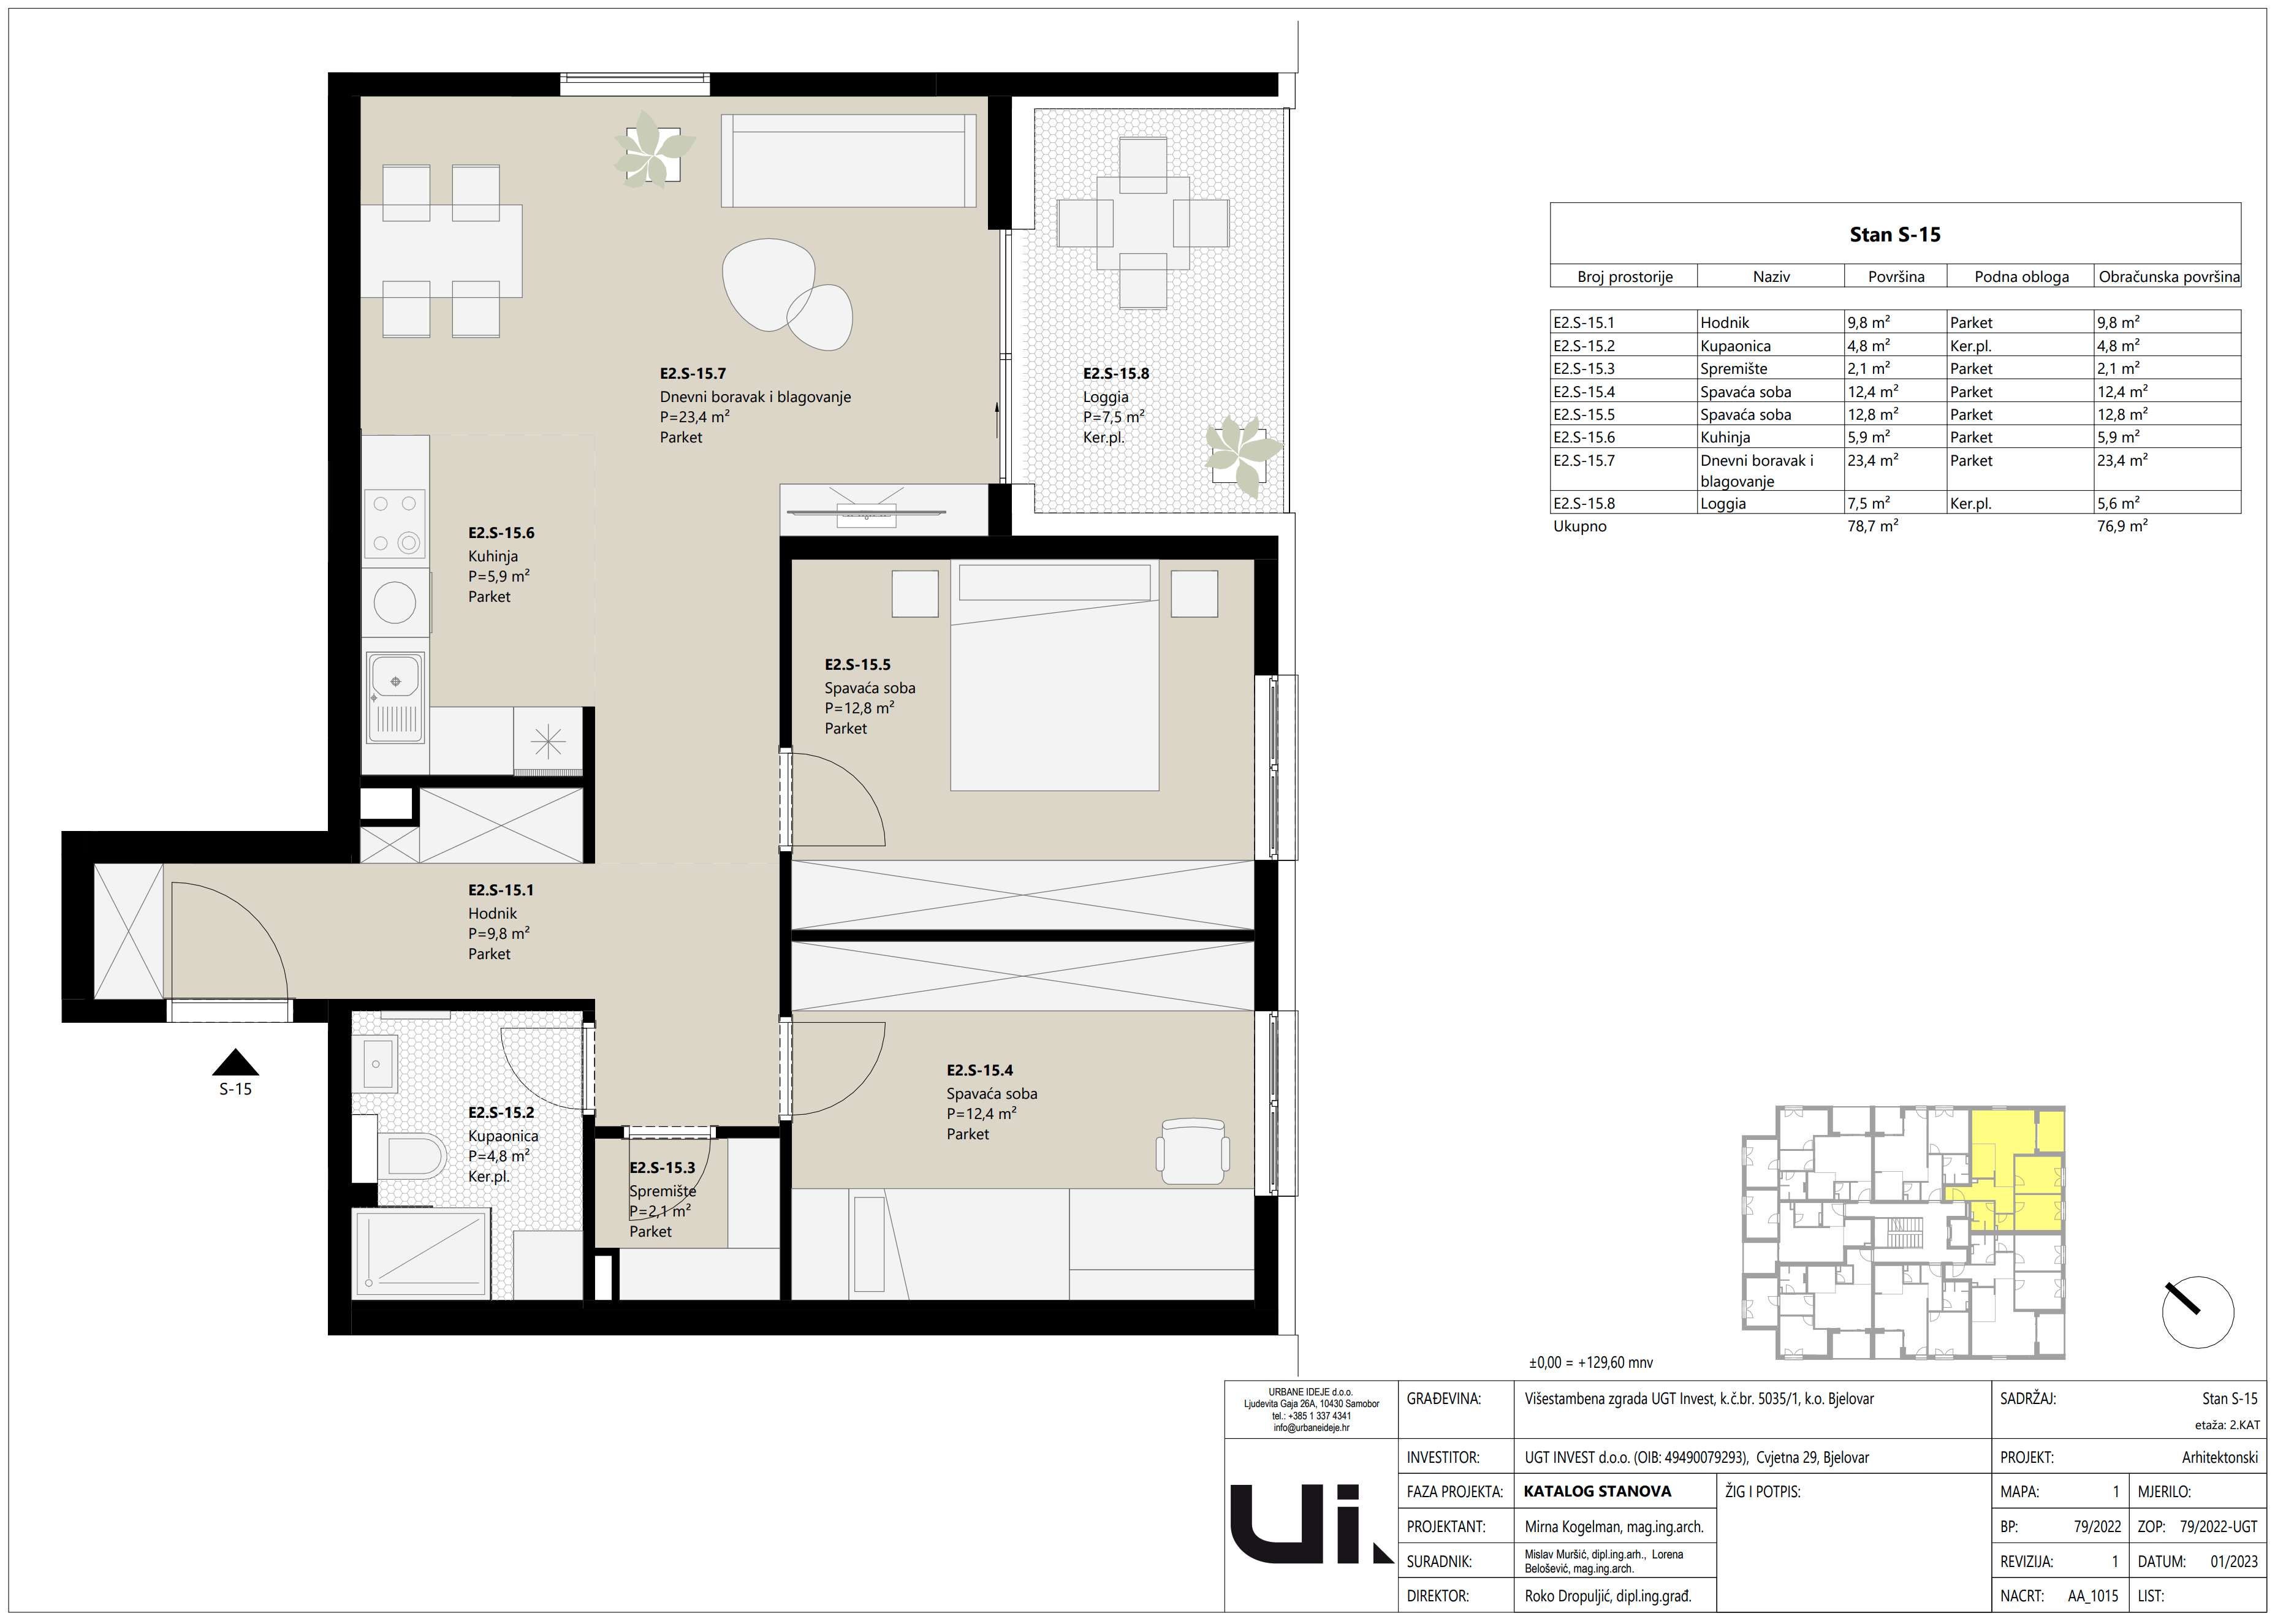 E2.S-15.7
Dnevni boravak i blagovanje
P=23,4 m²
Parket
E2.S-15.8
Loggia
P=7,5 m²
Ker.pl.
E2.S-15.6
Kuhinja
P=5,9 m²
Parket
E2.S-15.5
Spavaća soba
P=12,8 m²
Parket
E2.S-15.1
Hodnik
P=9,8 m²
Parket
S-15
E2.S-15.2
Kupaonica
P=4,8 m²
Ker.pl.
E2.S-15.3
Spremište
P=2,1 m²
Parket
E2.S-15.4
Spavaća soba
P=12,4 m²
Parket
Stan S-15
Broj prostorije Naziv Površina Podna obloga Obračunska površina
E2.S-15.1 Hodnik 9,8 m² Parket 9,8 m²
E2.S-15.2 Kupaonica 4,8 m² Ker.pl. 4,8 m²
E2.S-15.3 Spremište 2,1 m² Parket 2,1 m²
E2.S-15.4 Spavaća soba 12,4 m² Parket 12,4 m²
E2.S-15.5 Spavaća soba 12,8 m² Parket 12,8 m²
E2.S-15.6 Kuhinja 5,9 m² Parket 5,9 m²
E2.S-15.7 Dnevni boravak i 23,4 m² Parket 23,4 m²
blagovanje
E2.S-15.8 Loggia 7,5 m² Ker.pl. 5,6 m²
Ukupno 78,7 m² 76,9 m²
±0,00 = +129,60 mnv
URBANE IDEJE d.o.o.
Ljudevita Gaja 26A, 10430 Samobor
tel.: +385 1 337 4341
info@urbaneideje.hr
ui
GRAĐEVINA: Višestambena zgrada UGT Invest, k.č.br. 5035/1, k.o. Bjelovar
SADRŽAJ: Stan S-15
etaža: 2.KAT
INVESTITOR: UGT INVEST d.o.o. (OIB: 49490079293), Cvjetna 29, Bjelovar
PROJEKT: Arhitektonski
FAZA PROJEKTA: KATALOG STANOVA
ŽIG I POTPIS:
MAPA: 1 MJERILO:
PROJEKTANT: Mirna Kogelman, mag.ing.arch.
BP: 79/2022 ZOP: 79/2022-UGT
SURADNIK: Mislav Muršić, dipl.ing.arh., Lorena
Belošević, mag.ing.arch.
REVIZIJA: 1 DATUM: 01/2023
DIREKTOR: Roko Dropuljić, dipl.ing.građ.
NACRT: AA_1015 LIST: